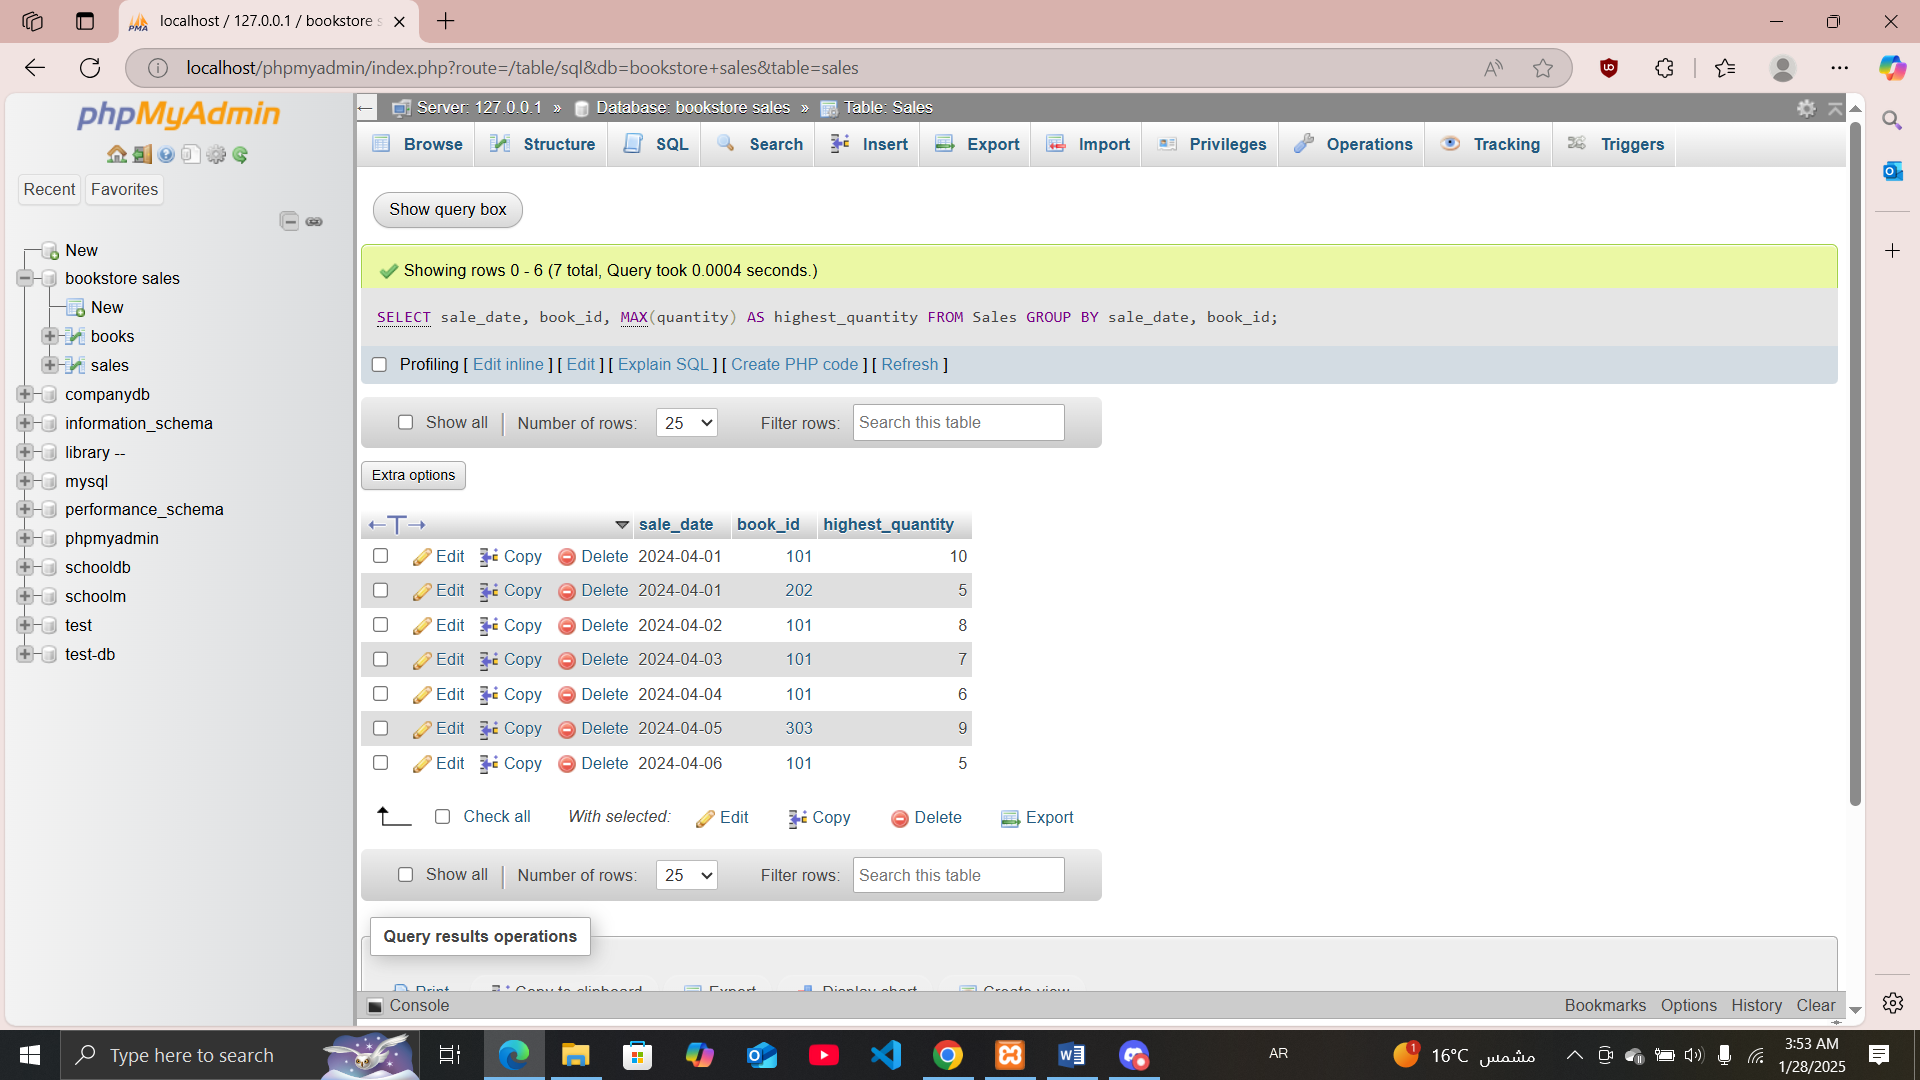 localhost / 127.0.0.1 / bookstore s
localhost/phpmyadmin/index.php?route=/table/sql&db=bookstore+sales&table=sales
phpMyAdmin
Recent Favorites
New
bookstore sales
New
books
sales
companydb
information_schema
library --
mysql
performance_schema
phpmyadmin
schooldb
schoolm
test
test-db
Server: 127.0.0.1 » Database: bookstore sales » Table: Sales
Browse Structure SQL Search Insert Export Import Privileges Operations Tracking Triggers
Show query box
Showing rows 0 - 6 (7 total, Query took 0.0004 seconds.)
SELECT sale_date, book_id, MAX(quantity) AS highest_quantity FROM Sales GROUP BY sale_date, book_id;
Profiling [ Edit inline ] [ Edit ] [ Explain SQL ] [ Create PHP code ] [ Refresh ]
Show all Number of rows: 25 Filter rows: Search this table
Extra options
sale_date book_id highest_quantity
Edit Copy Delete 2024-04-01 101 10
Edit Copy Delete 2024-04-01 202 5
Edit Copy Delete 2024-04-02 101 8
Edit Copy Delete 2024-04-03 101 7
Edit Copy Delete 2024-04-04 101 6
Edit Copy Delete 2024-04-05 303 9
Edit Copy Delete 2024-04-06 101 5
Check all With selected: Edit Copy Delete Export
Show all Number of rows: 25 Filter rows: Search this table
Query results operations
Print Copy to clipboard Export Display chart Create view
Console Bookmarks Options History Clear
Type here to search
AR
1
16°C مشمس
3:53 AM
1/28/2025